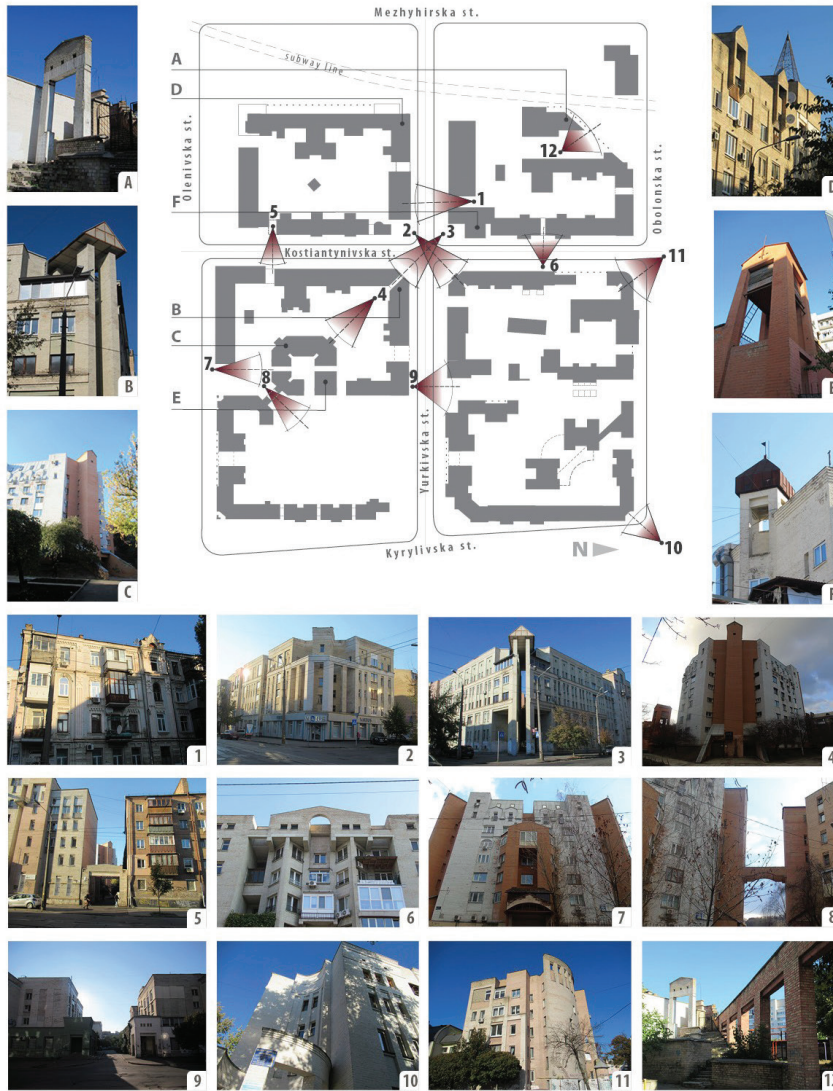 Mezhyhirska st.
subway line
A
D
F
B
C
E
Olenivska st.
Obolonska st.
Kostiantynivska st.
Yurkivska st.
Kyrylivska st.
N
1
2
3
4
5
6
7
8
9
10
11
12
A
B
C
D
E
F
1
2
3
4
5
6
7
8
9
10
11
12